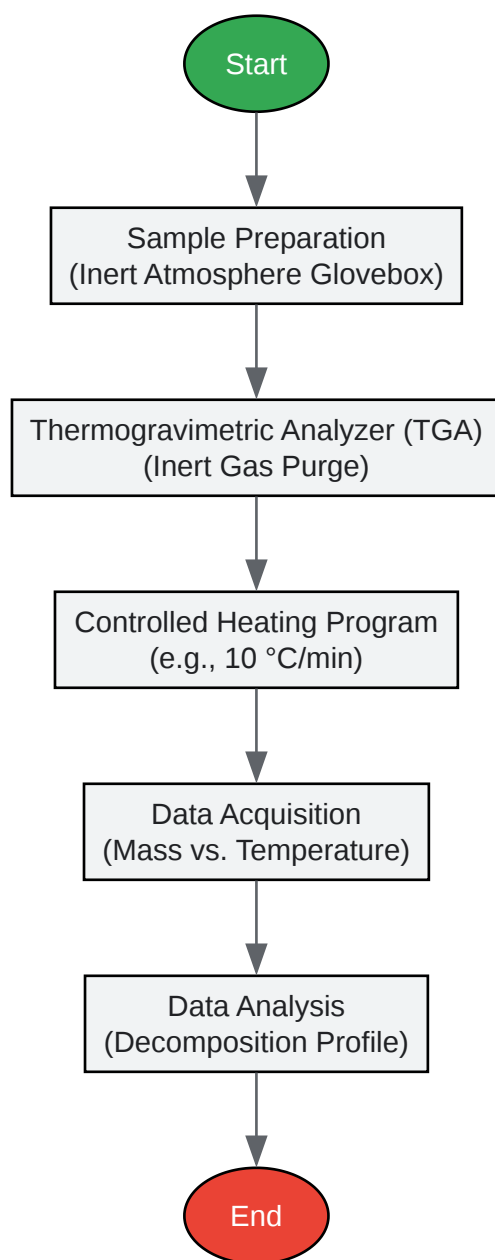 Start
Sample Preparation
(Inert Atmosphere Glovebox)
Thermogravimetric Analyzer (TGA)
(Inert Gas Purge)
Controlled Heating Program
(e.g., 10 °C/min)
Data Acquisition
(Mass vs. Temperature)
Data Analysis
(Decomposition Profile)
End